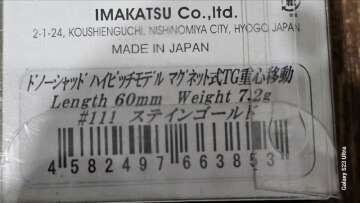 IMAKATSU Co.,ltd.
2-1-24, KOUSHIENGUCHI, NISHINOMIYA CITY, HYOGO JAPAN
MADE IN JAPAN
ドノーシャッド ハイピッチモデル マグネット式TG重心移動
Length 60mm Weight 7.2g
#111 ステインゴールド
4 582497 663853
Galaxy S23 Ultra